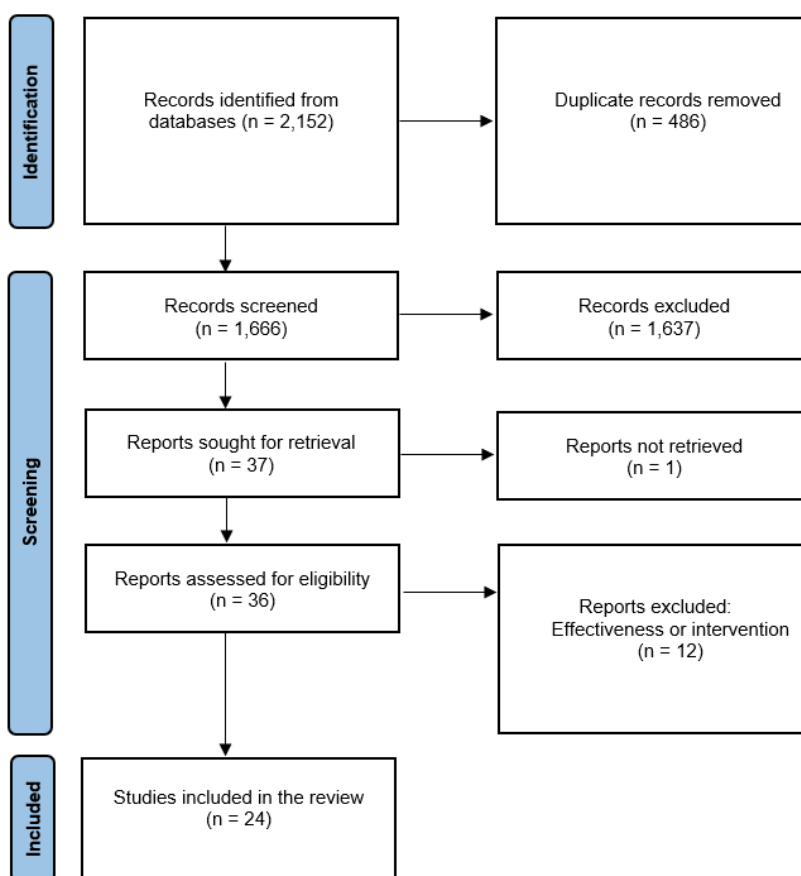 Identification
Records identified from
databases (n = 2,152)
Duplicate records removed
(n = 486)
Screening
Records screened
(n = 1,666)
Records excluded
(n = 1,637)
Reports sought for retrieval
(n = 37)
Reports not retrieved
(n = 1)
Reports assessed for eligibility
(n = 36)
Reports excluded:
Effectiveness or intervention
(n = 12)
Included
Studies included in the review
(n = 24)